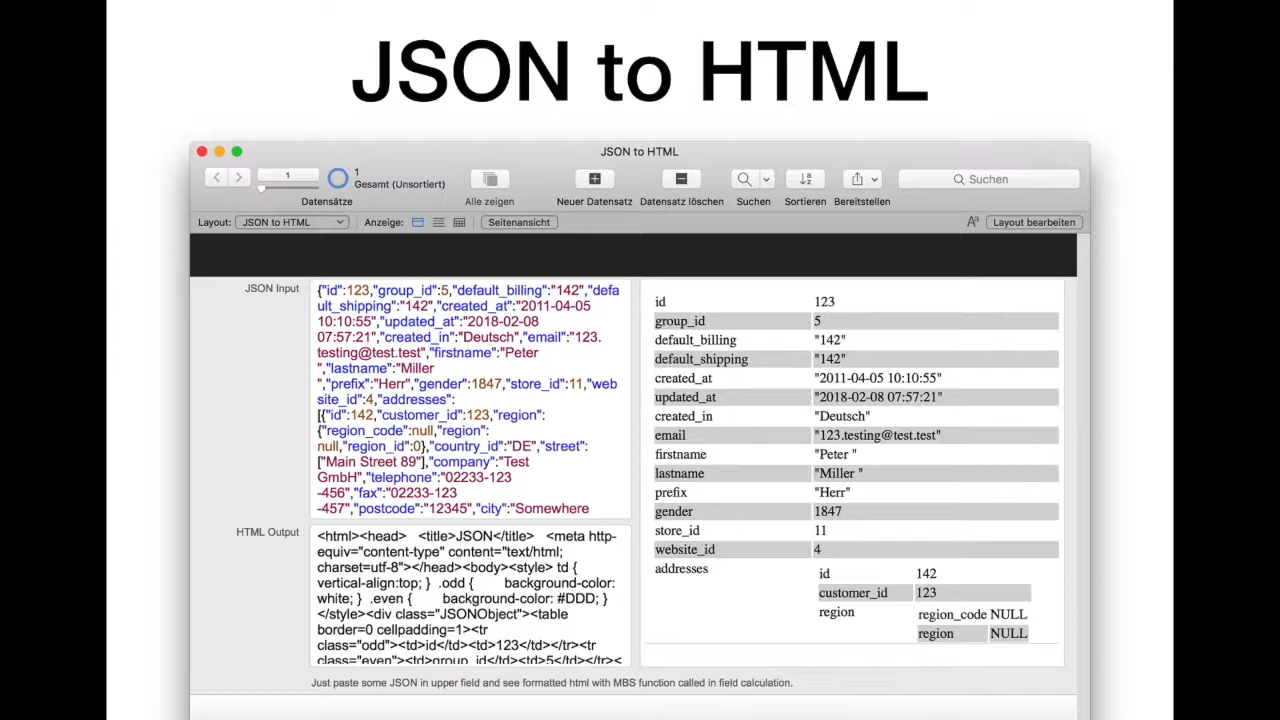 JSON to HTML
JSON to HTML
1
1
Gesamt (Unsortiert)
Datensätze
Alle zeigen
Neuer Datensatz
Datensatz löschen
Suchen
Sortieren
Bereitstellen
Suchen
Layout: JSON to HTML
Anzeige:
Seitenansicht
Layout bearbeiten
JSON Input
{"id":123,"group_id":5,"default_billing":"142","defa
ult_shipping":"142","created_at":"2011-04-05
10:10:55","updated_at":"2018-02-08
07:57:21","created_in":"Deutsch","email":"123.
testing@test.test","firstname":"Peter
","lastname":"Miller
","prefix":"Herr","gender":1847,"store_id":11,"web
site_id":4,"addresses":
[{"id":142,"customer_id":123,"region":
{"region_code":null,"region":
null,"region_id":0},"country_id":"DE","street":
["Main Street 89"],"company":"Test
GmbH","telephone":"02233-123
-456","fax":"02233-123
-457","postcode":"12345","city":"Somewhere
HTML Output
<html><head>   <title>JSON</title>   <meta http-
equiv="content-type" content="text/html;
charset=utf-8"></head><body><style> td {
vertical-align:top; }  .odd {       background-color:
white; }  .even {       background-color: #DDD; }
</style><div class="JSONObject"><table
border=0 cellpadding=1><tr
class="odd"><td>id</td><td>123</td></tr><tr
class="even"><td>group_id</td><td>5</td></tr><
id 123
group_id 5
default_billing "142"
default_shipping "142"
created_at "2011-04-05 10:10:55"
updated_at "2018-02-08 07:57:21"
created_in "Deutsch"
email "123.testing@test.test"
firstname "Peter "
lastname "Miller "
prefix "Herr"
gender 1847
store_id 11
website_id 4
addresses
id 142
customer_id 123
region
region_code NULL
region NULL
Just paste some JSON in upper field and see formatted html with MBS function called in field calculation.